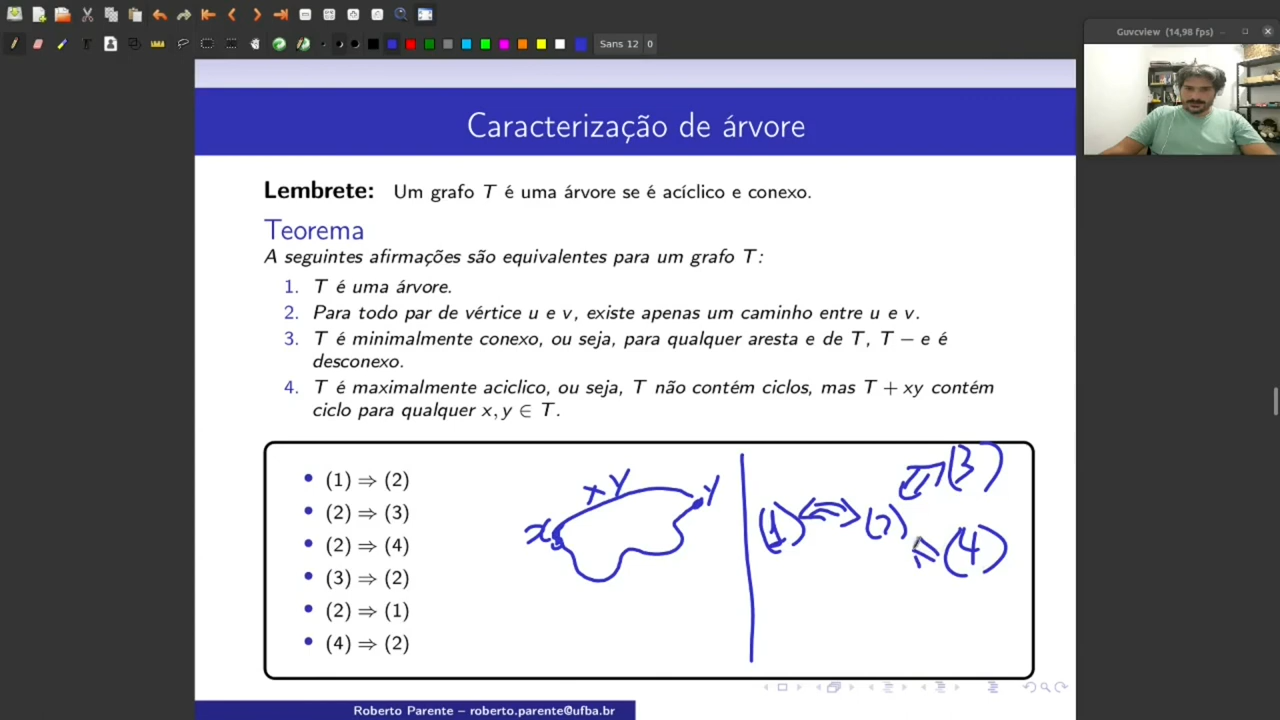 Sans 12
0
Guvcview (14,98 fps)
Caracterização de árvore
Lembrete: Um grafo T é uma árvore se é acíclico e conexo.
Teorema
A seguintes afirmações são equivalentes para um grafo T:
1. T é uma árvore.
2. Para todo par de vértice u e v, existe apenas um caminho entre u e v.
3. T é minimalmente conexo, ou seja, para qualquer aresta e de T, T − e é
desconexo.
4. T é maximalmente aciclico, ou seja, T não contém ciclos, mas T + xy contém
ciclo para qualquer x, y ∈ T.
• (1) ⇒ (2)
• (2) ⇒ (3)
• (2) ⇒ (4)
• (3) ⇒ (2)
• (2) ⇒ (1)
• (4) ⇒ (2)
xy
x
y
(3)
(1) ⇔ (2)
(4)
Roberto Parente – roberto.parente@ufba.br